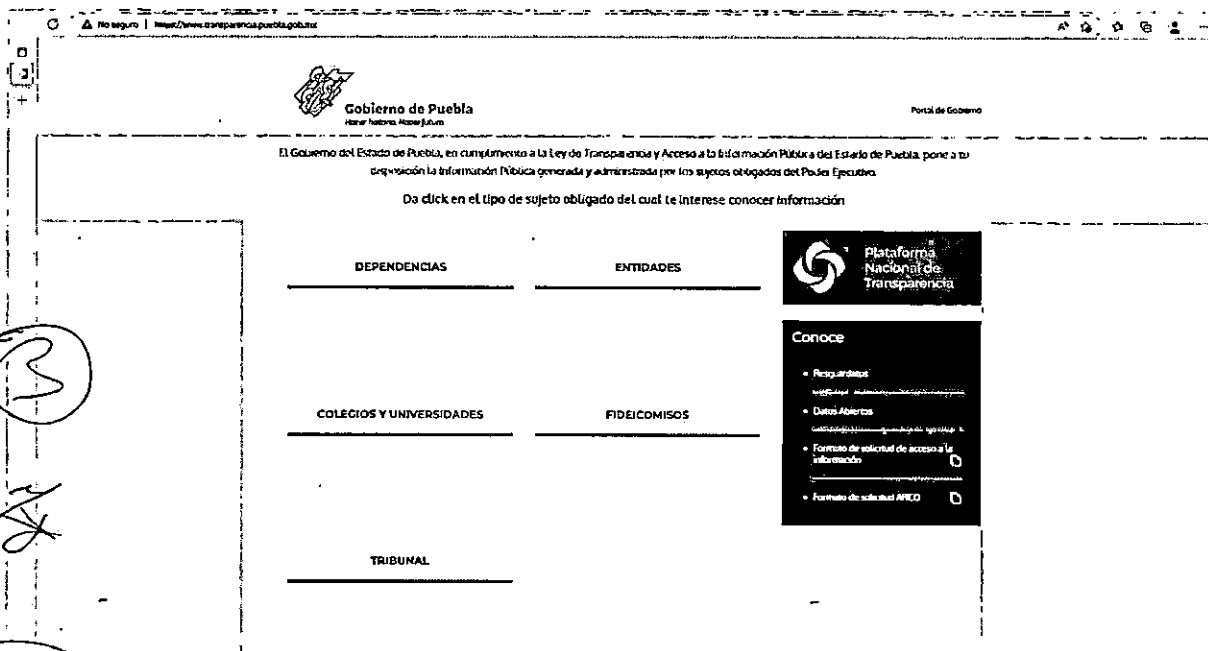 No seguro | https://www.transparencia.puebla.gob.mx
Gobierno de Puebla
Hacer historia. Hacer futuro.
Portal de Gobierno
El Gobierno del Estado de Puebla, en cumplimiento a la Ley de Transparencia y Acceso a la Información Pública del Estado de Puebla, pone a tu
disposición la Información Pública generada y administrada por los sujetos obligados del Poder Ejecutivo.
Da click en el tipo de sujeto obligado del cual te interese conocer información
DEPENDENCIAS
ENTIDADES
Plataforma
Nacional de
Transparencia
Conoce
• Resguardatos
• Datos Abiertos
• Formato de solicitud de acceso a la
información
• Formato de solicitud ARCO
COLEGIOS Y UNIVERSIDADES
FIDEICOMISOS
TRIBUNAL